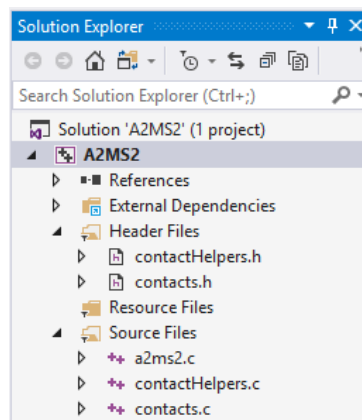 Solution Explorer
Search Solution Explorer (Ctrl+;)
Solution 'A2MS2' (1 project)
A2MS2
References
External Dependencies
Header Files
contactHelpers.h
contacts.h
Resource Files
Source Files
a2ms2.c
contactHelpers.c
contacts.c